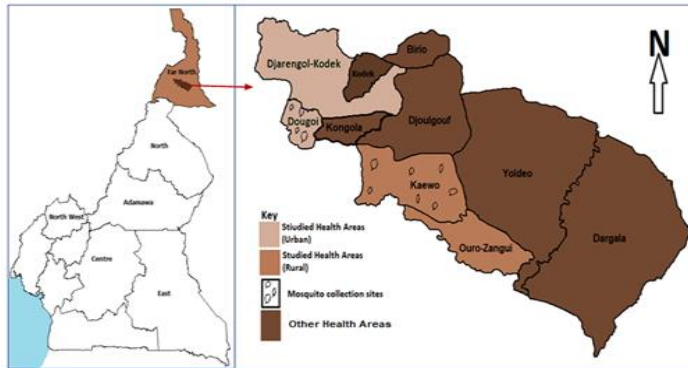 Far North
North
Adamawa
North West
Centre
East
N
Birio
Djarengol-Kodek
Kodek
Dougoi
Kongola
Djoulgouf
Kaewo
Yoldeo
Ouro-Zangui
Dargala
Key
Stiudied Health Areas
(Urban)
Studied Health Areas
(Rural)
Mosquito collection sites
Other Health Areas